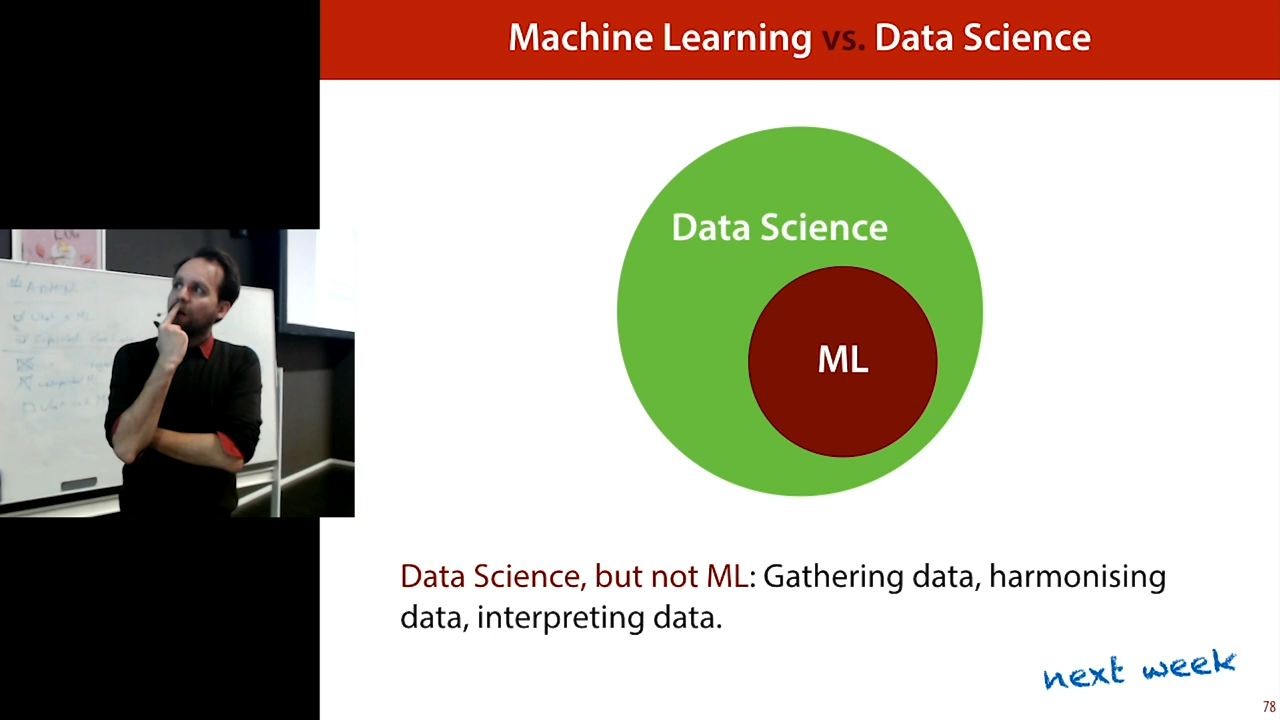 Machine Learning vs. Data Science
Data Science
ML
Data Science, but not ML: Gathering data, harmonising
data, interpreting data.
next week
78
ADMIN